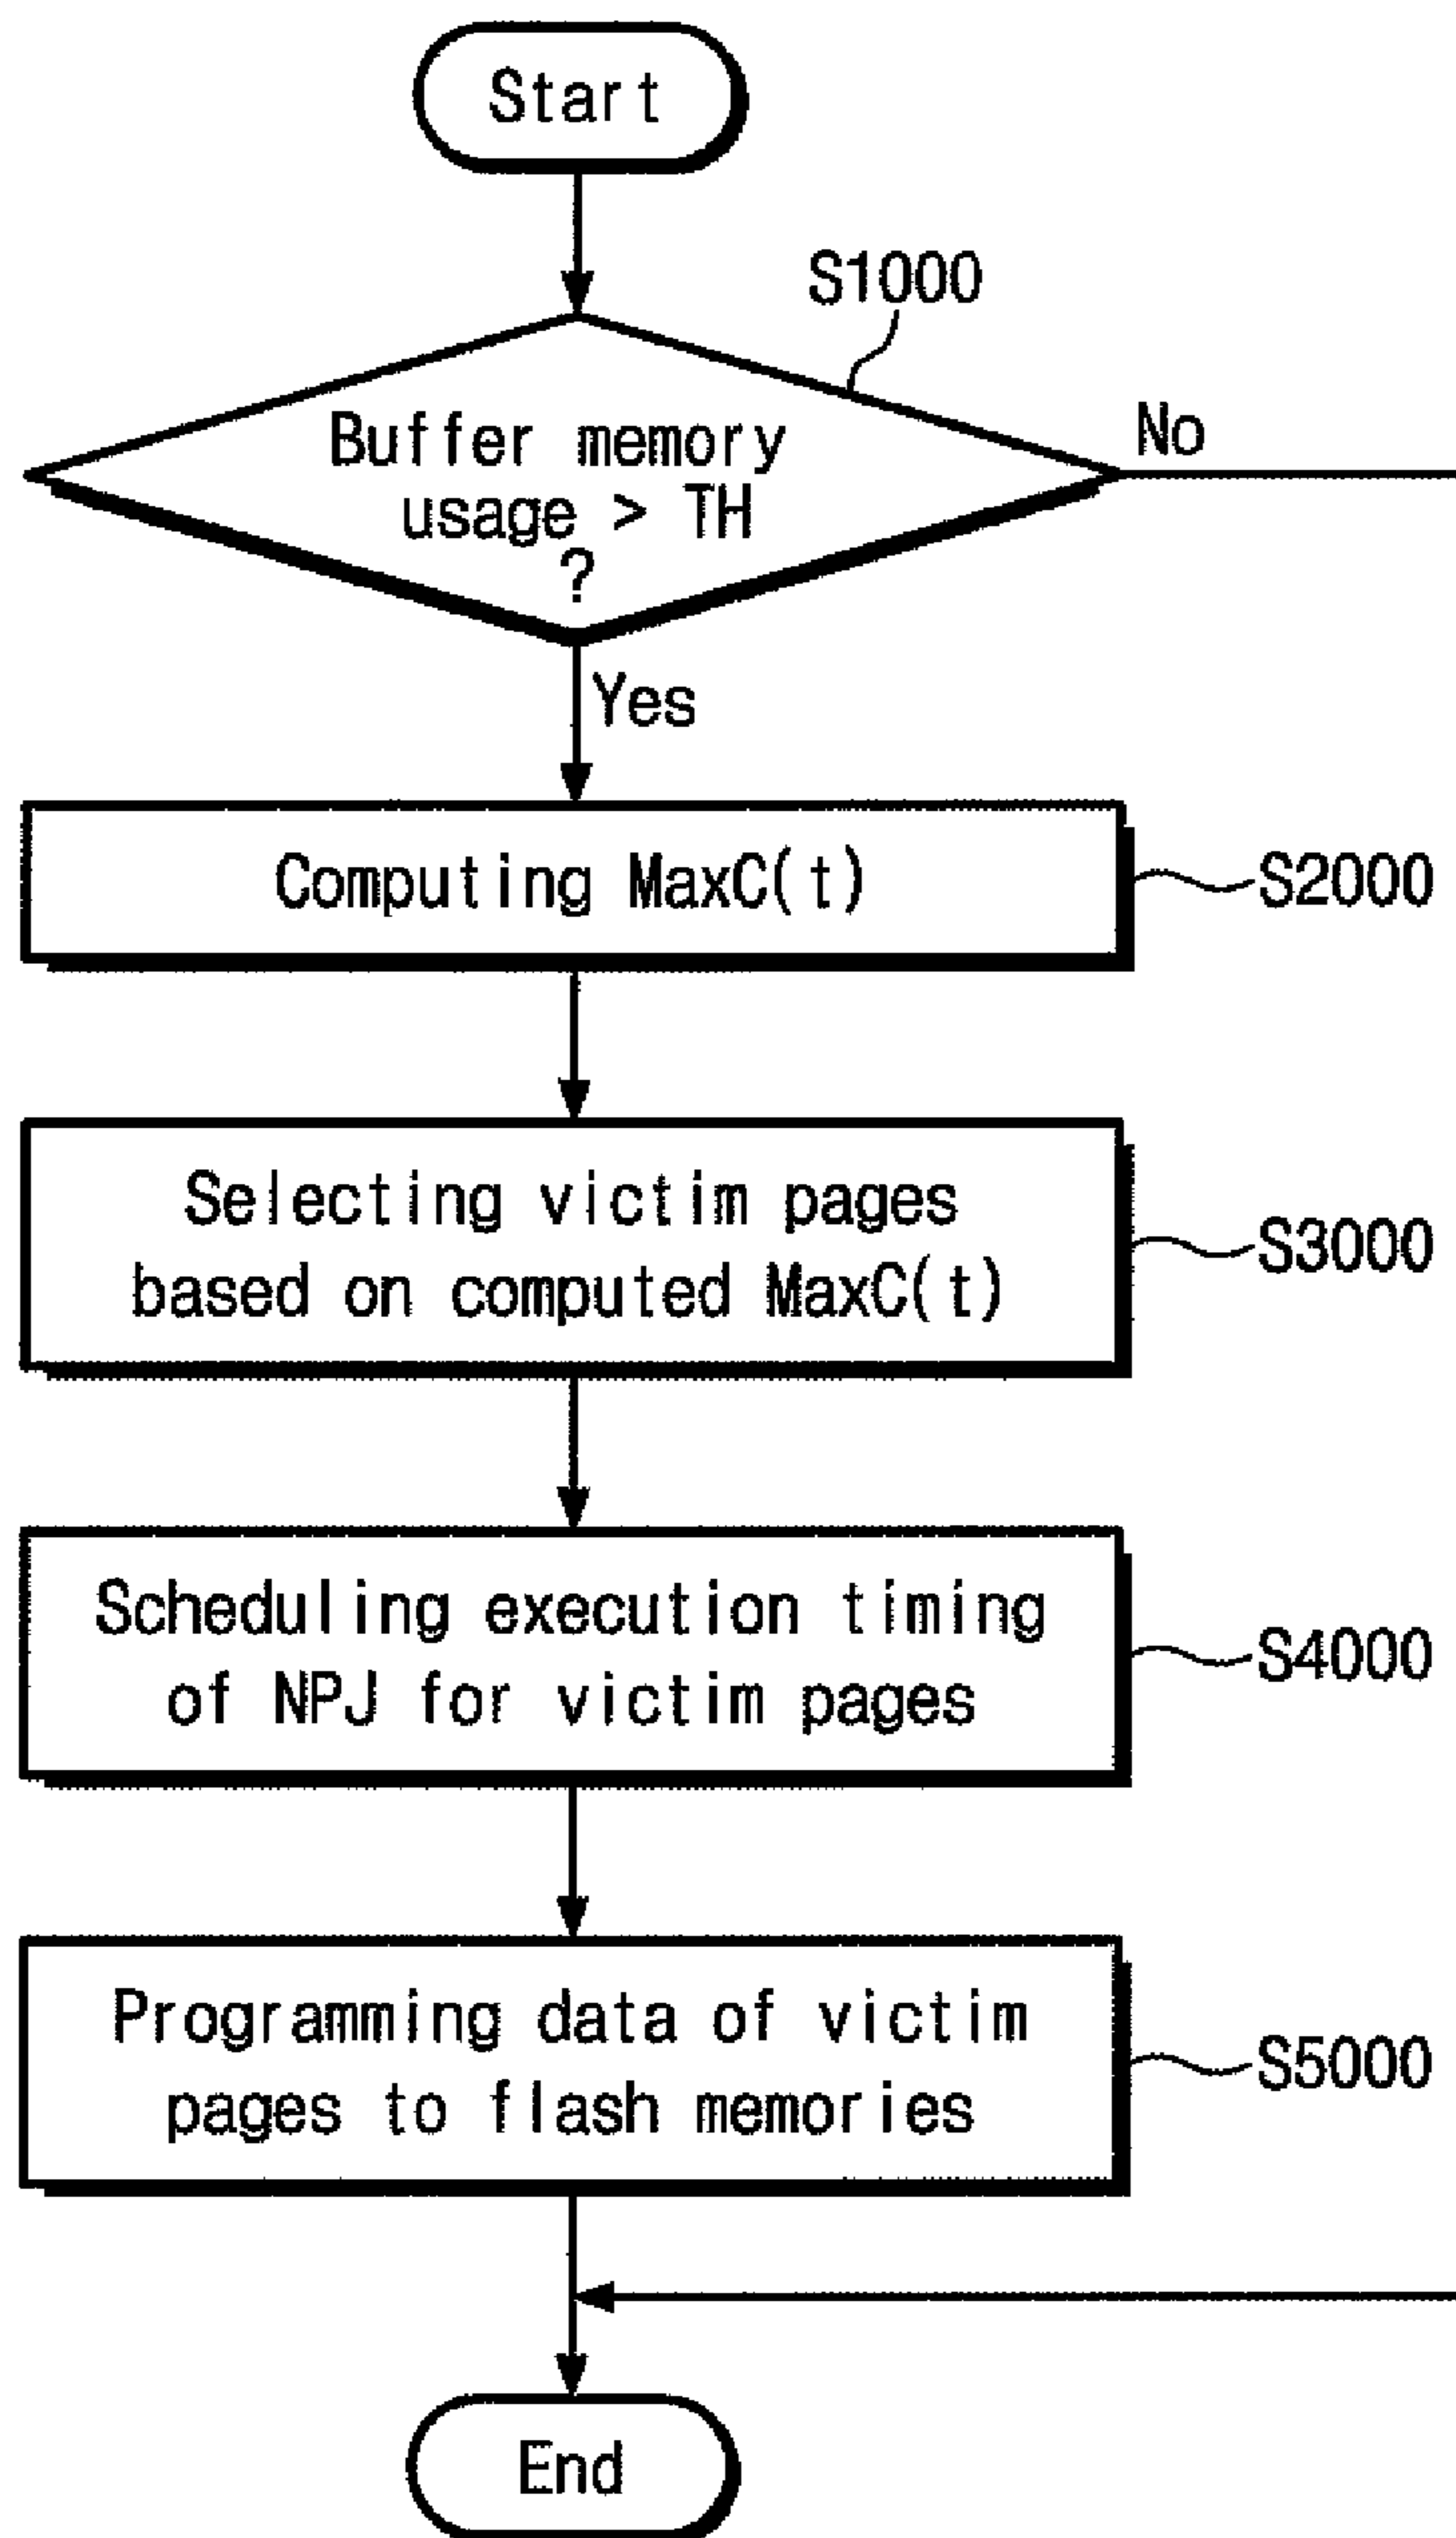 Start
S1000
Buffer memory
usage > TH
?
No
Yes
Computing MaxC(t)
S2000
Selecting victim pages
based on computed MaxC(t)
S3000
Scheduling execution timing
of NPJ for victim pages
S4000
Programming data of victim
pages to flash memories
S5000
End